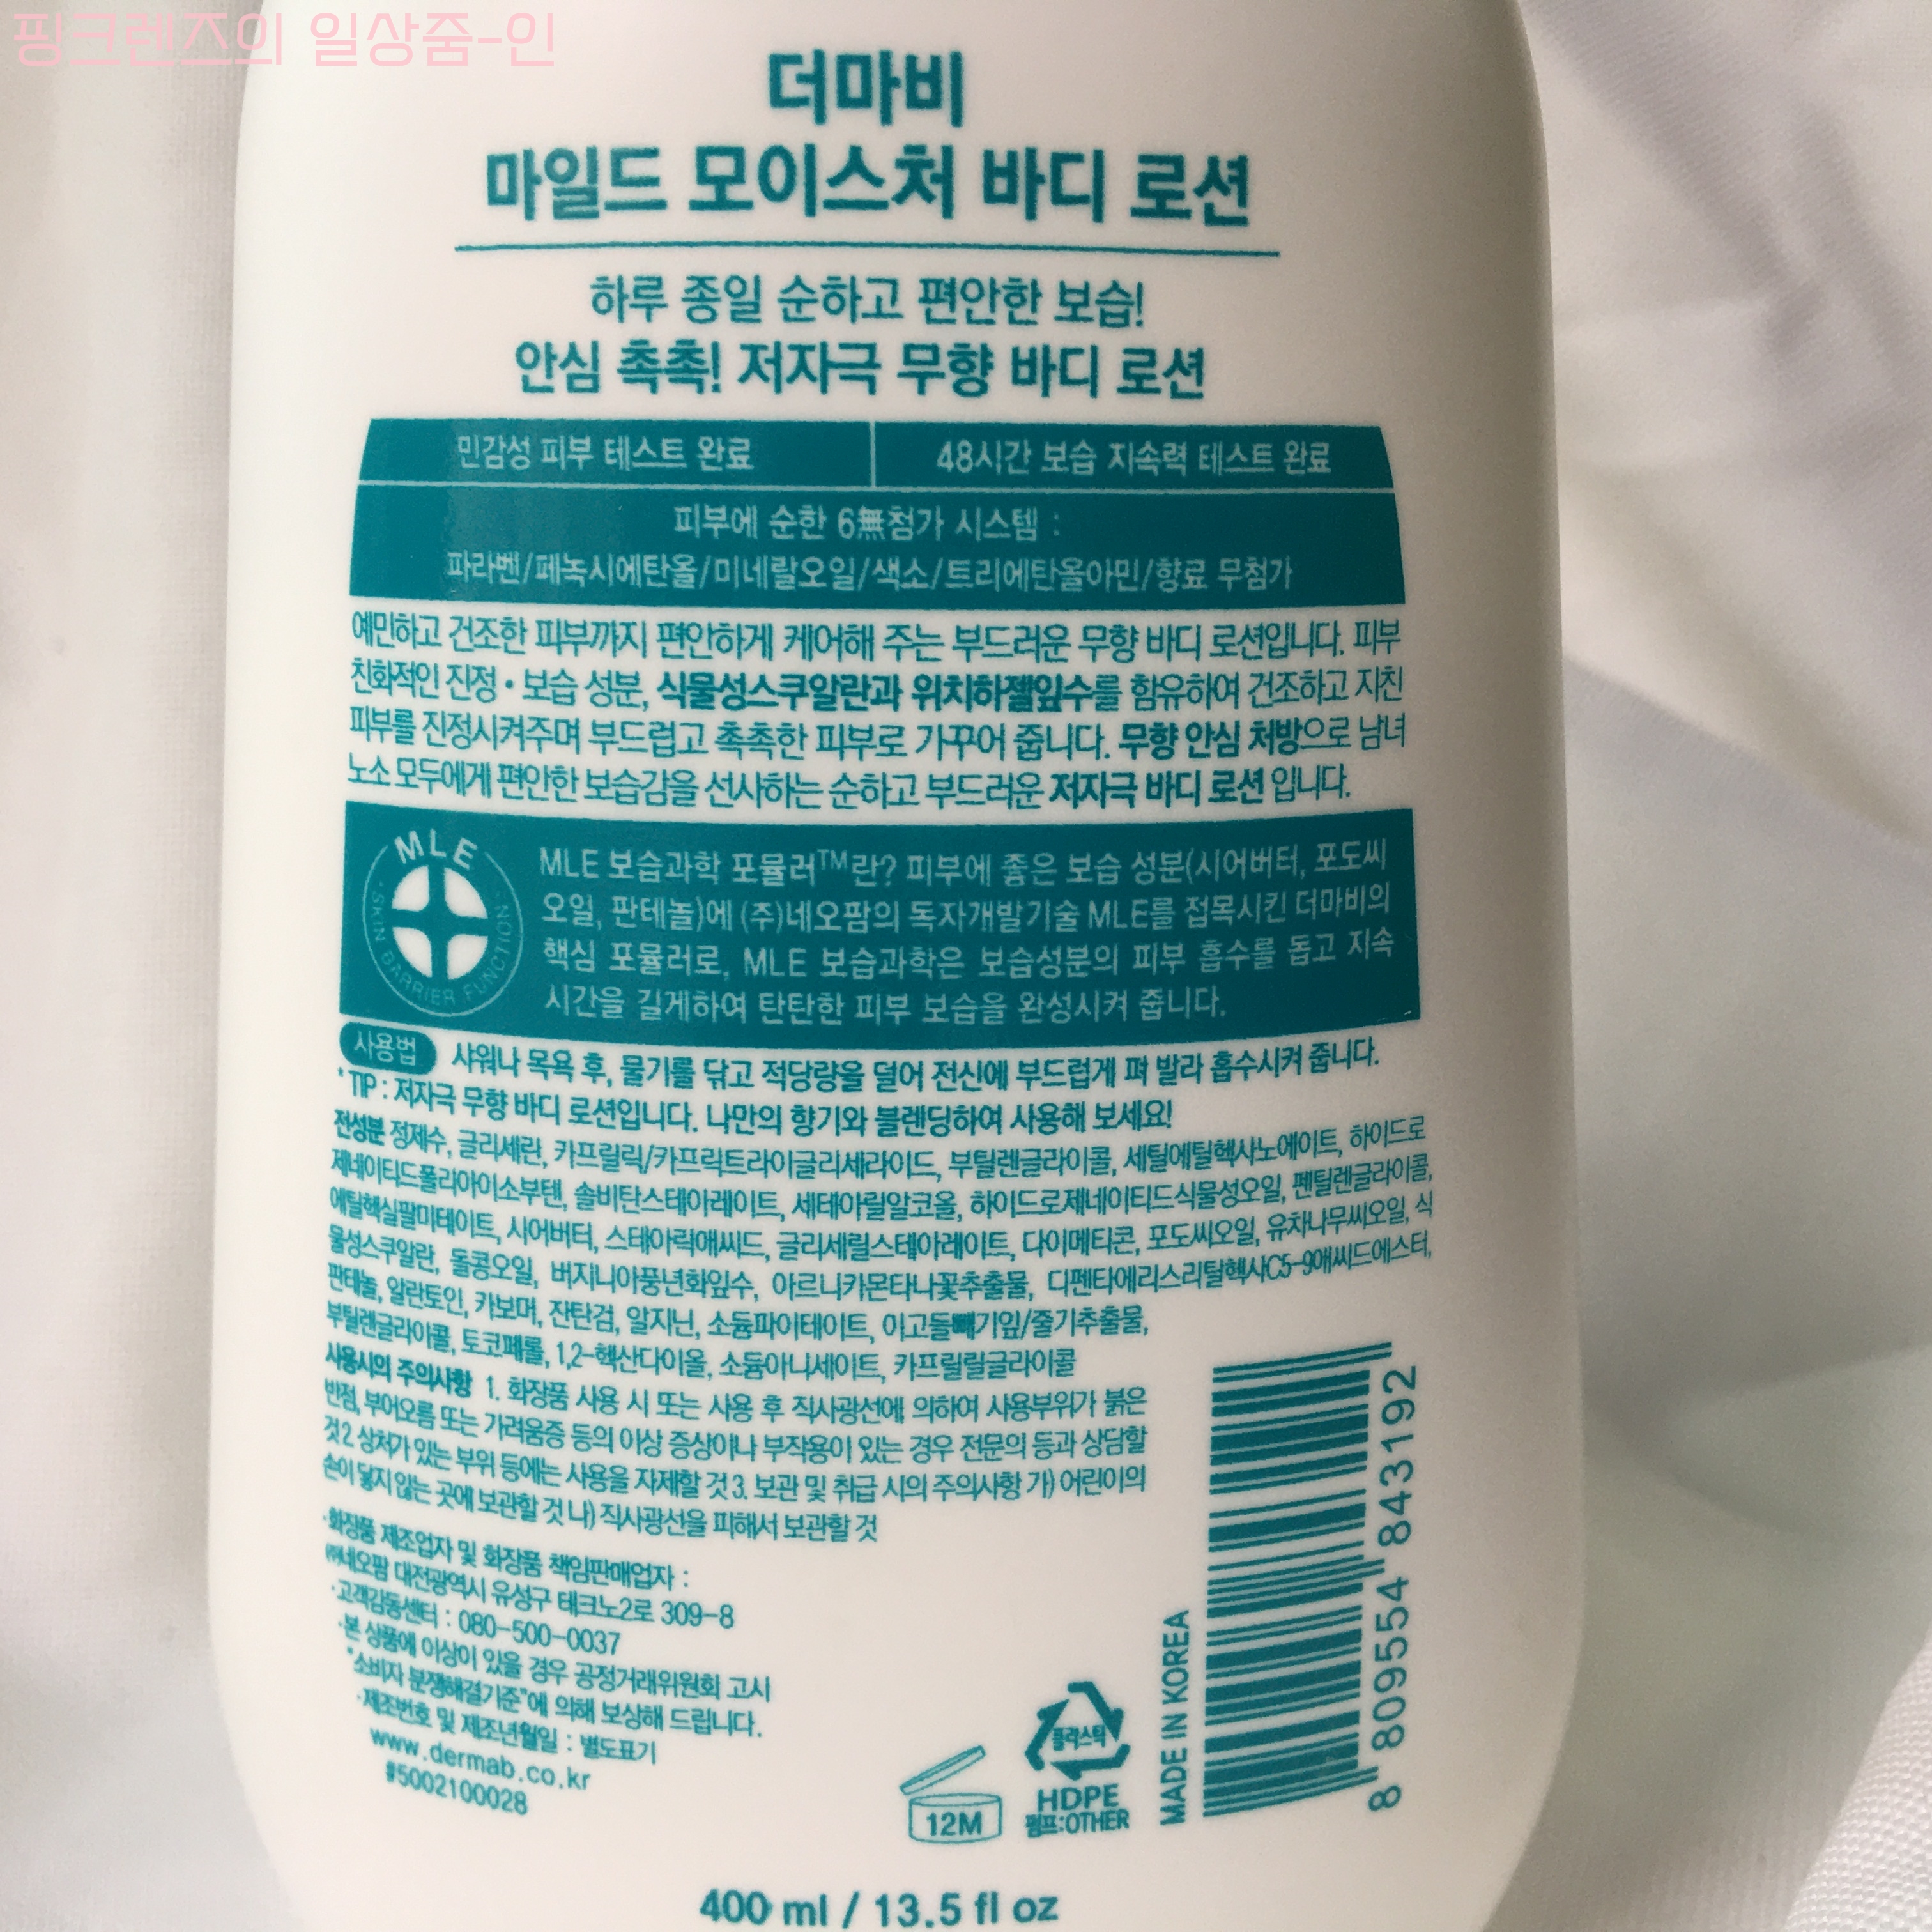 핑크렌즈의 일상줌-인
더마비
마일드 모이스처 바디 로션
하루 종일 순하고 편안한 보습!
안심 촉촉! 저자극 무향 바디 로션
민감성 피부 테스트 완료
48시간 보습 지속력 테스트 완료
피부에 순한 6無첨가 시스템 :
파라벤/페녹시에탄올/미네랄오일/색소/트리에탄올아민/향료 무첨가
예민하고 건조한 피부까지 편안하게 케어해 주는 부드러운 무향 바디 로션입니다. 피부
친화적인 진정·보습 성분, 식물성스쿠알란과 위치하젤잎수를 함유하여 건조하고 지친
피부를 진정시켜주며 부드럽고 촉촉한 피부로 가꾸어 줍니다. 무향 안심 처방으로 남녀
노소 모두에게 편안한 보습감을 선사하는 순하고 부드러운 저자극 바디 로션 입니다.
MLE
SKIN BARRIER FUNCTION
MLE 보습과학 포뮬러™란? 피부에 좋은 보습 성분(시어버터, 포도씨
오일, 판테놀)에 (주)네오팜의 독자개발기술 MLE를 접목시킨 더마비의
핵심 포뮬러로, MLE 보습과학은 보습성분의 피부 흡수를 돕고 지속
시간을 길게하여 탄탄한 피부 보습을 완성시켜 줍니다.
사용법 샤워나 목욕 후, 물기를 닦고 적당량을 덜어 전신에 부드럽게 펴 발라 흡수시켜 줍니다.
* TIP : 저자극 무향 바디 로션입니다. 나만의 향기와 블렌딩하여 사용해 보세요!
전성분 정제수, 글리세린, 카프릴릭/카프릭트라이글리세라이드, 부틸렌글라이콜, 세틸에틸헥사노에이트, 하이드로
제네이티드폴리아이소부텐, 솔비탄스테아레이트, 세테아릴알코올, 하이드로제네이티드식물성오일, 펜틸렌글라이콜,
에틸헥실팔미테이트, 시어버터, 스테아릭애씨드, 글리세릴스테아레이트, 다이메티콘, 포도씨오일, 유차나무씨오일, 식
물성스쿠알란, 돌콩오일, 버지니아풍년화잎수, 아르니카몬타나꽃추출물, 디펜타에리스리틸헥사C5-9애씨드에스터,
판테놀, 알란토인, 카보머, 잔탄검, 알지닌, 소듐파이테이트, 이고들빼기잎/줄기추출물,
부틸렌글라이콜, 토코페롤, 1,2-헥산다이올, 소듐아니세이트, 카프릴릴글라이콜
사용시의 주의사항 1. 화장품 사용 시 또는 사용 후 직사광선에 의하여 사용부위가 붉은
반점, 부어오름 또는 가려움증 등의 이상 증상이나 부작용이 있는 경우 전문의 등과 상담할
것 2. 상처가 있는 부위 등에는 사용을 자제할 것 3. 보관 및 취급 시의 주의사항 가) 어린이의
손이 닿지 않는 곳에 보관할 것 나) 직사광선을 피해서 보관할 것
·화장품 제조업자 및 화장품 책임판매업자 :
㈜네오팜 대전광역시 유성구 테크노2로 309-8
·고객감동센터 : 080-500-0037
·본 상품에 이상이 있을 경우 공정거래위원회 고시
"소비자 분쟁해결기준"에 의해 보상해 드립니다.
·제조번호 및 제조년월일 : 별도표기
www.dermab.co.kr
#5002100028
12M
플라스틱
HDPE
펌프:OTHER
MADE IN KOREA
8 809554 843192
400 ml / 13.5 fl oz